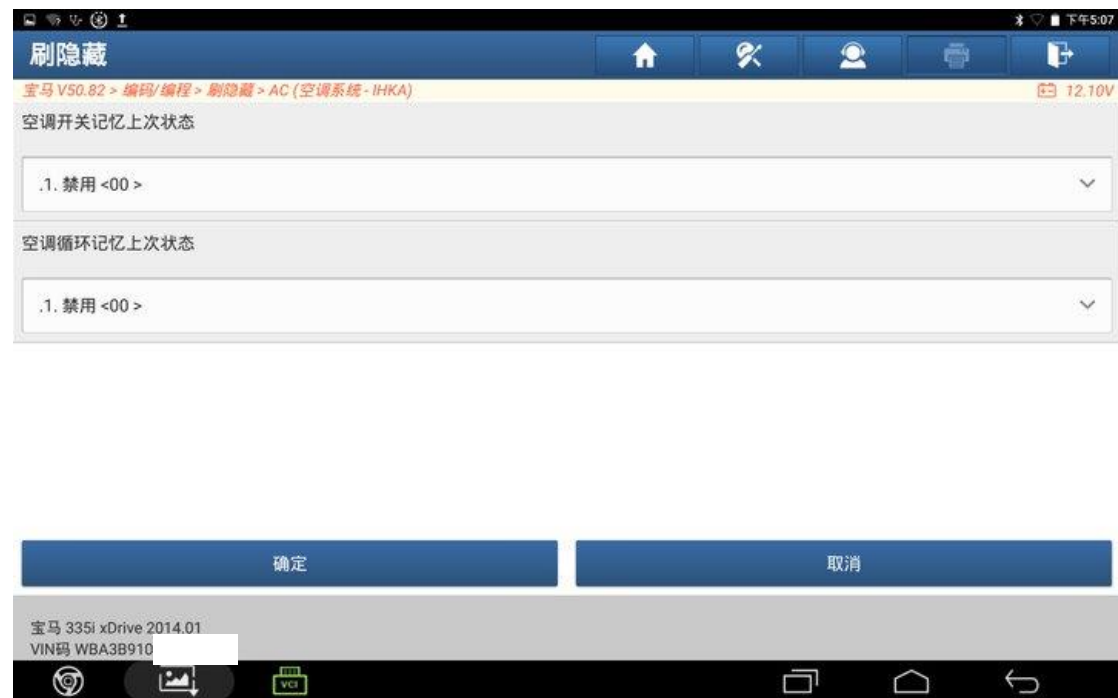 下午5:07
刷隐藏
宝马 V50.82 > 编码/编程 > 刷隐藏 > AC (空调系统 - IHKA)
12.10V
空调开关记忆上次状态
.1. 禁用 <00 >
空调循环记忆上次状态
.1. 禁用 <00 >
确定
取消
宝马 335i xDrive 2014.01
VIN码 WBA3B910
VCI